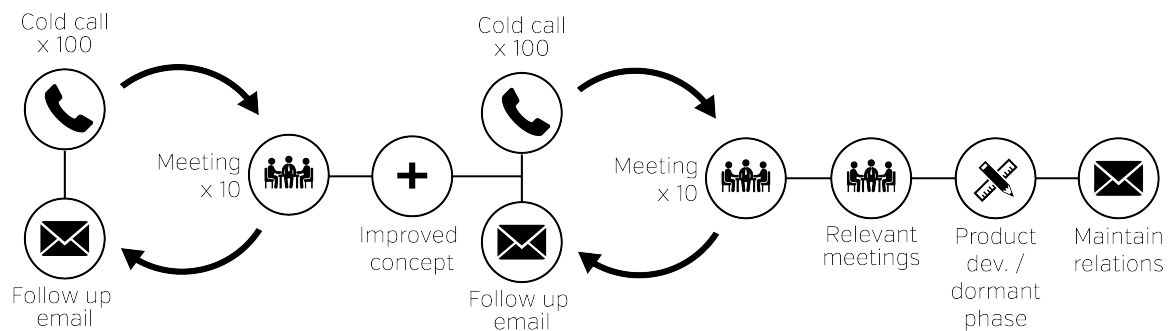 Cold call
x 100
Follow up
email
Meeting
x 10
Improved
concept
Cold call
x 100
Follow up
email
Meeting
x 10
Relevant
meetings
Product
dev. /
dormant
phase
Maintain
relations